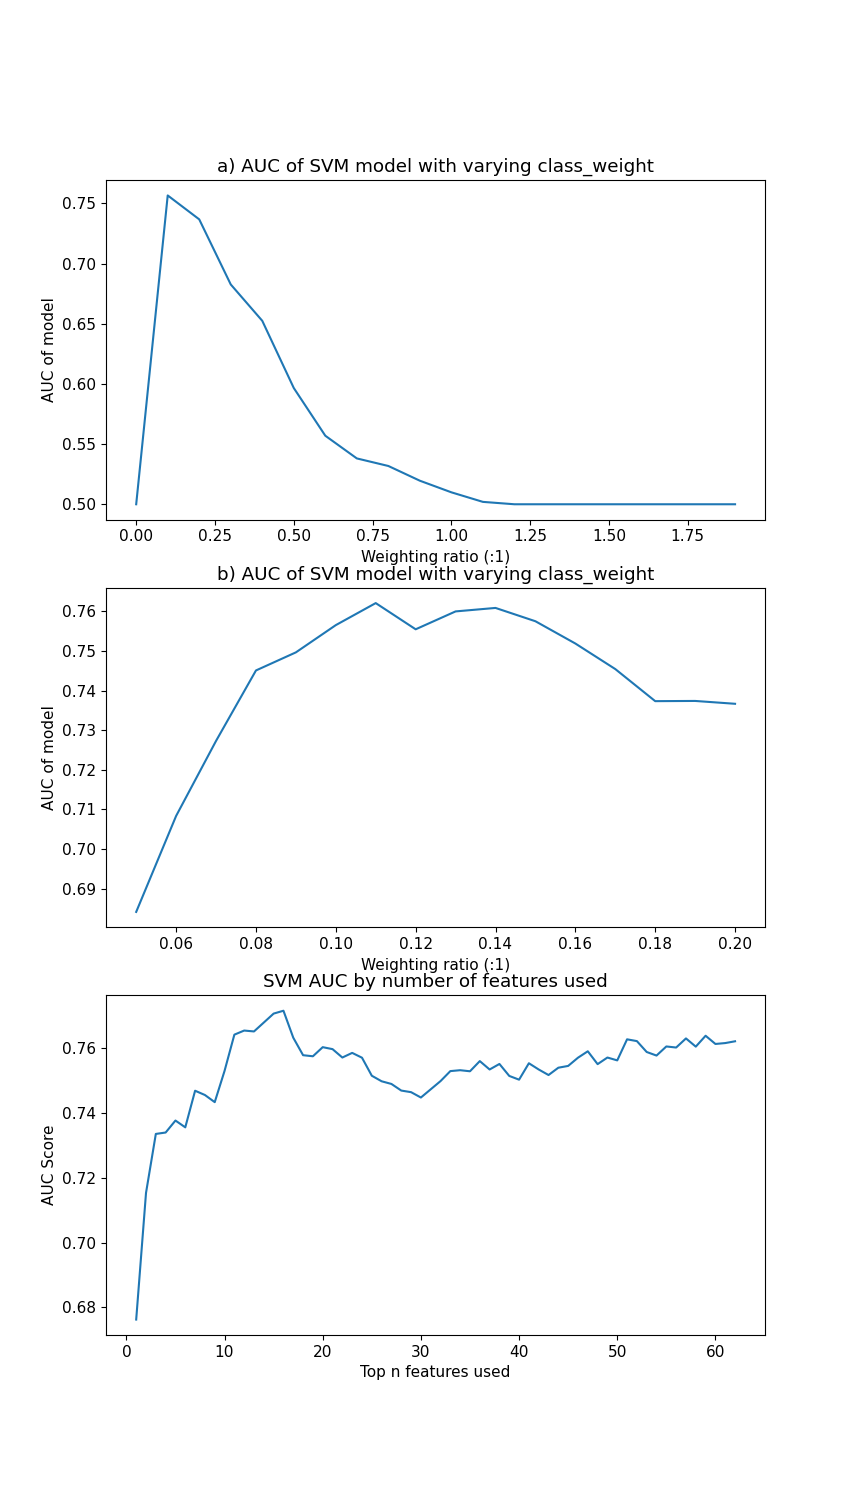 a) AUC of SVM model with varying class_weight
0.75
0.70
0.65
0.60
0.55
0.50
AUC of model
0.00 0.25 0.50 0.75 1.00 1.25 1.50 1.75
Weighting ratio (:1)
b) AUC of SVM model with varying class_weight
0.76
0.75
0.74
0.73
0.72
0.71
0.70
0.69
AUC of model
0.06 0.08 0.10 0.12 0.14 0.16 0.18 0.20
Weighting ratio (:1)
SVM AUC by number of features used
0.76
0.74
0.72
0.70
0.68
AUC Score
0 10 20 30 40 50 60
Top n features used